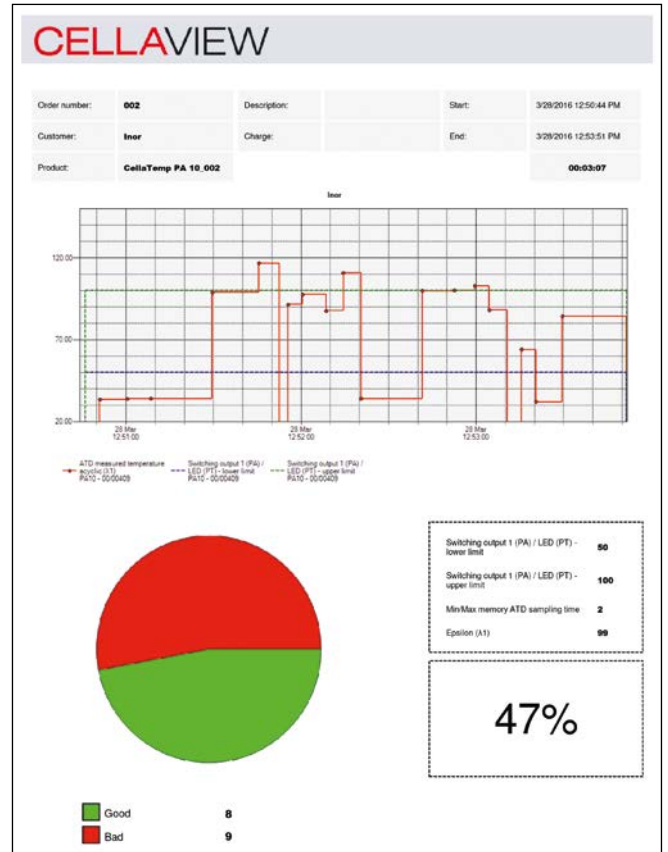 CELLAVIEW
Order number: 002 Description: Start: 3/28/2016 12:50:44 PM
Customer: Inor Charge: End: 3/28/2016 12:53:51 PM
Product: CellaTemp PA 10_002 00:03:07
Inor
120.00
70.00
20.00
28 Mar 28 Mar 28 Mar
12:51:00 12:52:00 12:53:00
ATD measured temperature Switching output 1 (PA) / Switching output 1 (PA) /
acyclic (λ1) LED (PT) - lower limit LED (PT) - upper limit
PA10 - 00/00409 PA10 - 00/00409 PA10 - 00/00409
Switching output 1 (PA) / LED (PT) - 50
lower limit
Switching output 1 (PA) / LED (PT) - 100
upper limit
Min/Max memory ATD sampling time 2
Epsilon (λ1) 99
47%
Good 8
Bad 9